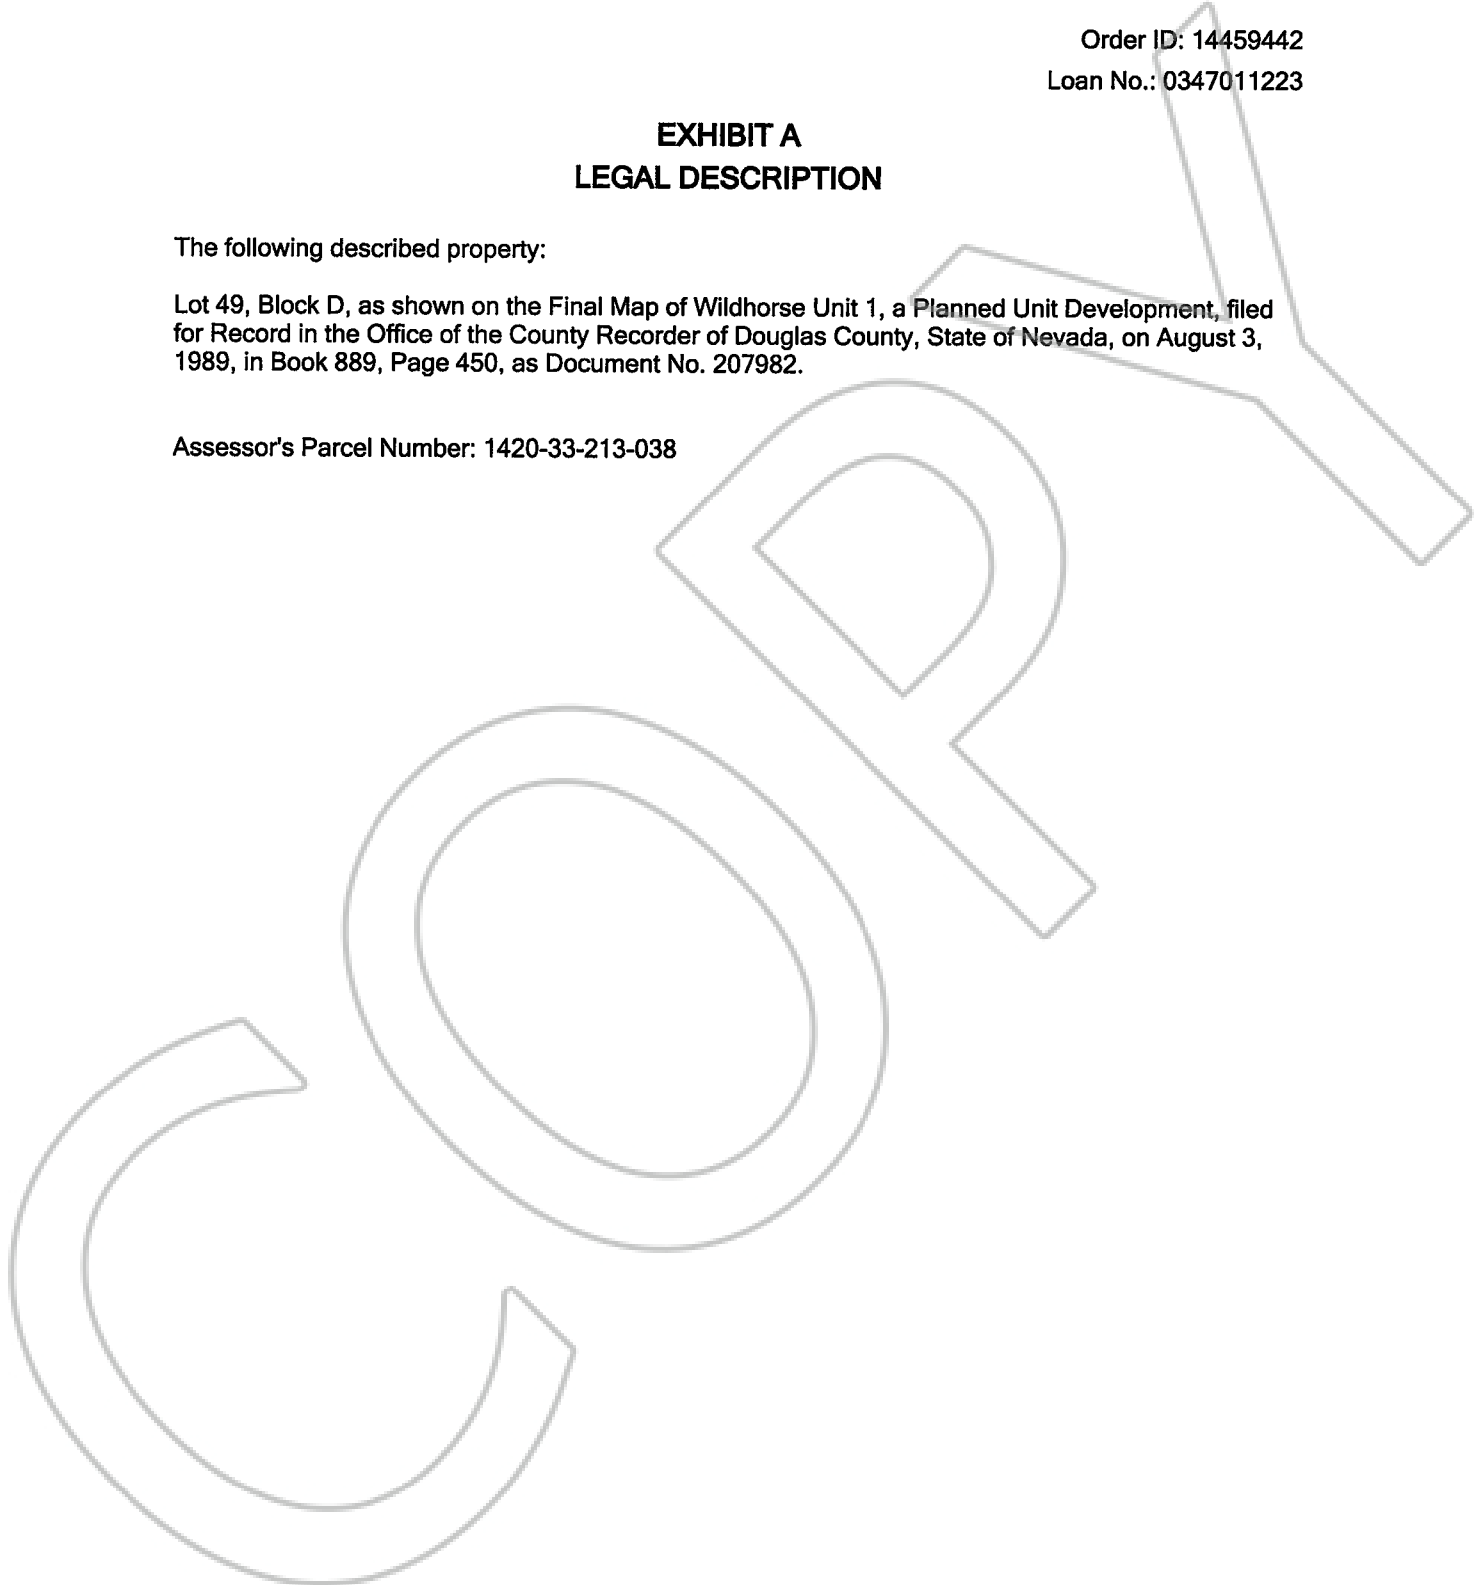 Order ID: 14459442
Loan No.: 0347011223
EXHIBIT A
LEGAL DESCRIPTION
The following described property:
Lot 49, Block D, as shown on the Final Map of Wildhorse Unit 1, a Planned Unit Development, filed
for Record in the Office of the County Recorder of Douglas County, State of Nevada, on August 3,
1989, in Book 889, Page 450, as Document No. 207982.
Assessor's Parcel Number: 1420-33-213-038
COPY